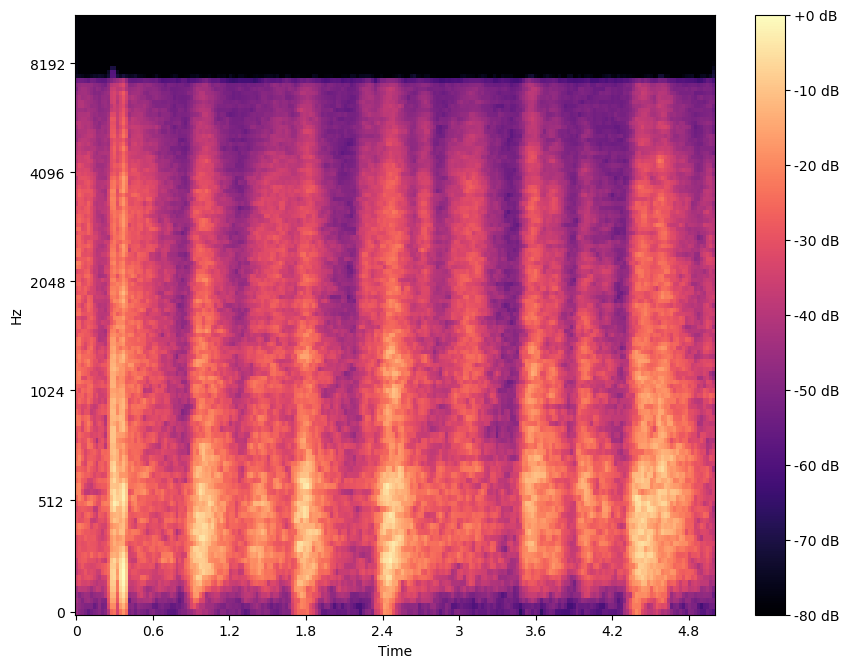 +0 dB
8192
-10 dB
4096
-20 dB
-30 dB
2048
Hz
-40 dB
1024
-50 dB
-60 dB
512
-70 dB
0
-80 dB
0 0.6 1.2 1.8 2.4 3 3.6 4.2 4.8
Time